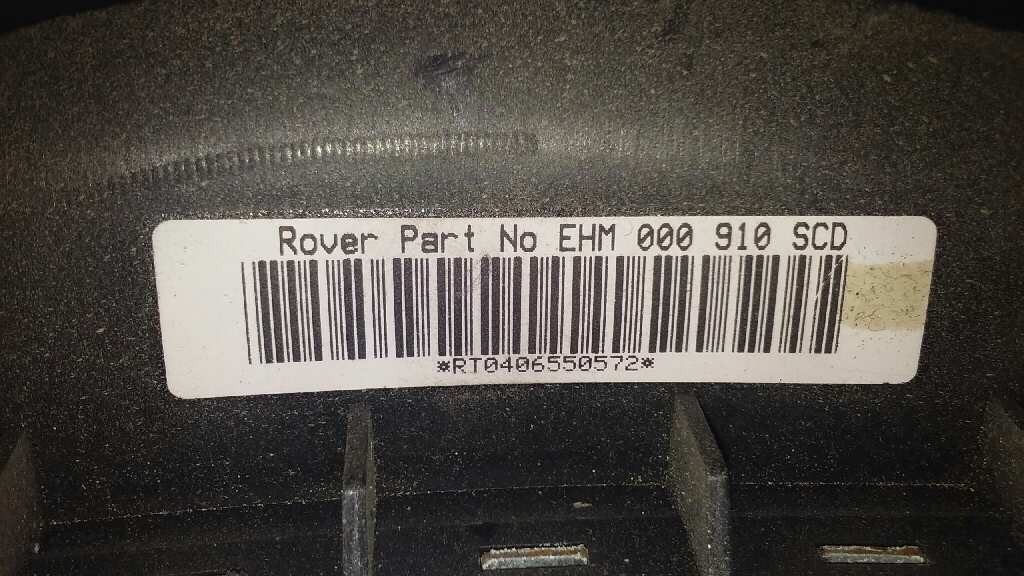 Rover Part No EHM 000 910 SCD
*RT0406550572*